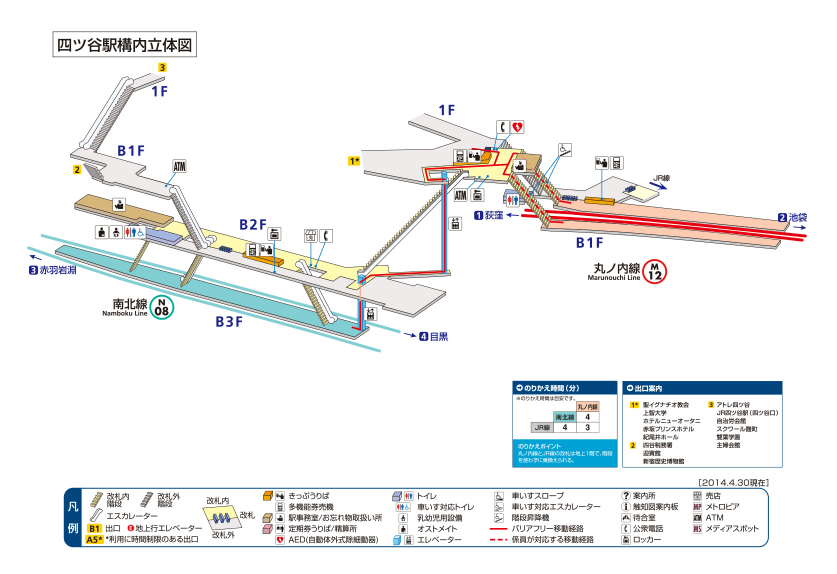 四ツ谷駅構内立体図
3
1F
1F
B1F
ATM
2
1*
ATM
JR線
B2F
1 荻窪
2 池袋
B1F
丸ノ内線
Marunouchi Line
M
12
3 赤羽岩淵
南北線
Namboku Line
N
08
B3F
4 目黒
のりかえ時間(分)
※のりかえ時間は目安です。
丸ノ内線
南北線 4
JR線 4 3
のりかえポイント
丸ノ内線とJR線の改札は地上1階で、階段
を使わずに乗換えられる。
出口案内
1* 聖イグナチオ教会
上智大学
ホテルニューオータニ
赤坂プリンスホテル
紀尾井ホール
2 四谷税務署
迎賓館
新宿歴史博物館
3 アトレ四ツ谷
JR四ツ谷駅(四ツ谷口)
自治労会館
スクワール麹町
雙葉学園
主婦会館
[2014.4.30現在]
凡例
改札内
階段
改札外
階段
エスカレーター
B1 出口 E 地上行エレベーター
A5* *利用に時間制限のある出口
改札内
改札
改札外
きっぷうりば
多機能券売機
駅事務室/お忘れ物取扱い所
定期券うりば/精算所
AED(自動体外式除細動器)
トイレ
車いす対応トイレ
乳幼児用設備
オストメイト
エレベーター
車いすスロープ
車いす対応エスカレーター
階段昇降機
バリアフリー移動経路
係員が対応する移動経路
? 案内所
触知図案内板
待合室
公衆電話
ロッカー
売店
MP メトロピア
ATM
MS メディアスポット